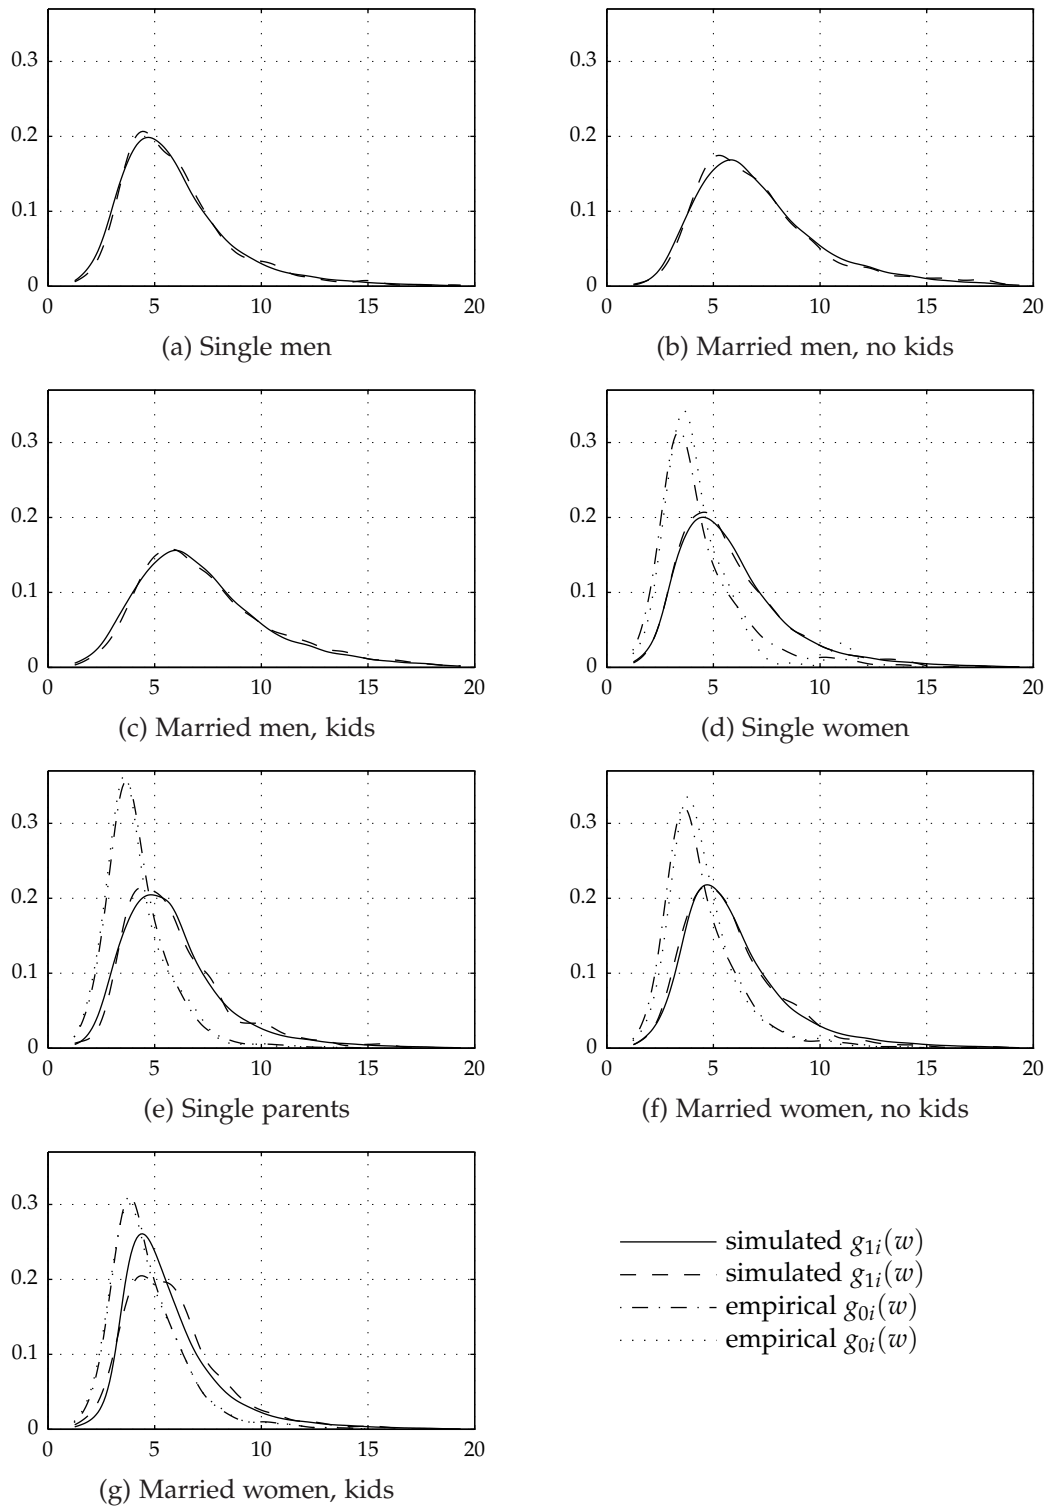 0.3
0.2
0.1
0
0 5 10 15 20
(a) Single men
0.3
0.2
0.1
0
0 5 10 15 20
(b) Married men, no kids
0.3
0.2
0.1
0
0 5 10 15 20
(c) Married men, kids
0.3
0.2
0.1
0
0 5 10 15 20
(d) Single women
0.3
0.2
0.1
0
0 5 10 15 20
(e) Single parents
0.3
0.2
0.1
0
0 5 10 15 20
(f) Married women, no kids
0.3
0.2
0.1
0
0 5 10 15 20
(g) Married women, kids
simulated g₁ᵢ(w)
simulated g₁ᵢ(w)
empirical g₀ᵢ(w)
empirical g₀ᵢ(w)